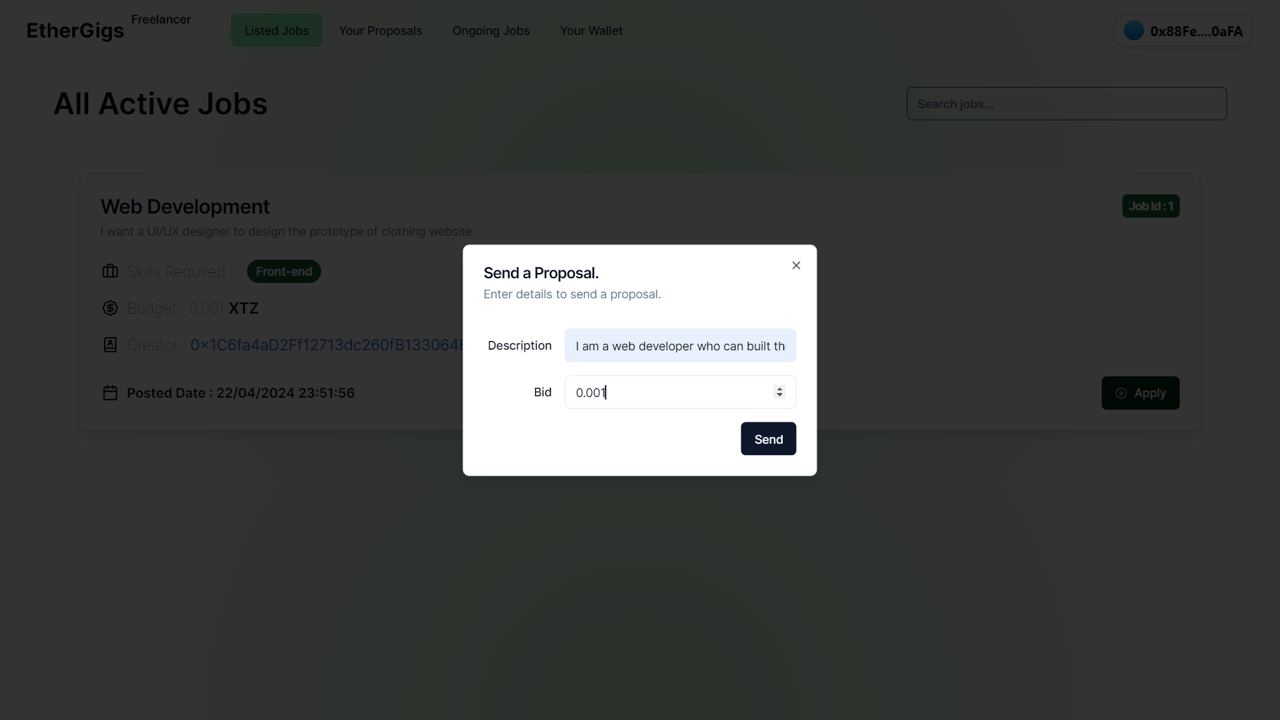 EtherGigs Freelancer Listed Jobs Your Proposals Ongoing Jobs Your Wallet 0x88Fe....0aFA
All Active Jobs Search jobs...
Web Development Job Id : 1
I want a UI/UX designer to design the prototype of clothing website
Skills Required : Front-end
Budget : 0.001 XTZ
Creator : 0x1C6fa4aD2Ff12713dc260fB133064
Posted Date : 22/04/2024 23:51:56 Apply
Send a Proposal.
Enter details to send a proposal.
Description I am a web developer who can built th
Bid 0.001
Send